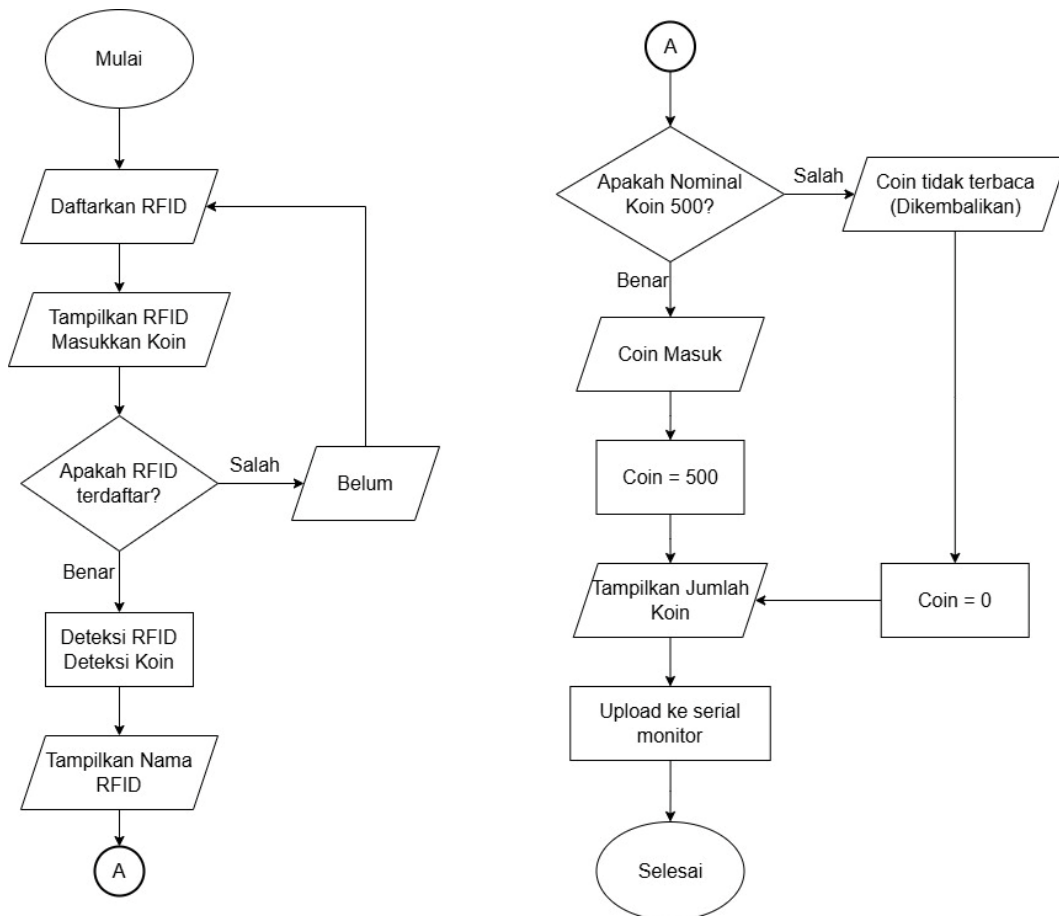 Mulai
Daftarkan RFID
Tampilkan RFID
Masukkan Koin
Apakah RFID
terdaftar?
Salah
Belum
Benar
Deteksi RFID
Deteksi Koin
Tampilkan Nama
RFID
A
A
Apakah Nominal
Koin 500?
Salah
Coin tidak terbaca
(Dikembalikan)
Benar
Coin Masuk
Coin = 500
Tampilkan Jumlah
Koin
Coin = 0
Upload ke serial
monitor
Selesai